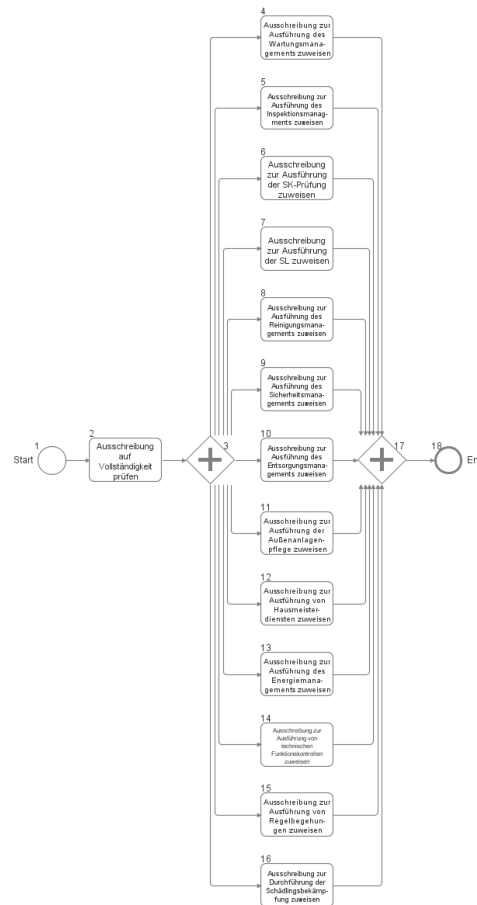 4
Ausschreibung zur
Ausführung des
Wartungsmana-
gements zuweisen
5
Ausschreibung zur
Ausführung des
Inspektionsmanag-
ments zuweisen
6
Ausschreibung
zur Ausführung
der SK-Prüfung
zuweisen
7
Ausschreibung
zur Ausführung
der SL zuweisen
8
Ausschreibung zur
Ausführung des
Reinigungsmana-
gements zuweisen
9
Ausschreibung zur
Ausführung des
Sicherheitsmana-
gements zuweisen
1
Start
2
Ausschreibung
auf
Vollständigkeit
prüfen
3
10
Ausschreibung zur
Ausführung des
Entsorgungsmana-
gements zuweisen
17
18
Er
11
Ausschreibung zur
Ausführung der
Außenanlagen-
pflege zuweisen
12
Ausschreibung zur
Ausführung von
Hausmeister-
diensten zuweisen
13
Ausschreibung zur
Ausführung des
Energiemana-
gements zuweisen
14
Ausschreibung zur
Ausführung von
technischen
Funktionskontrollen
zuweisen
15
Ausschreibung zur
Ausführung von
Regelbegehun-
gen zuweisen
16
Ausschreibung zur
Durchführung der
Schädlingsbekämp-
fung zuweisen